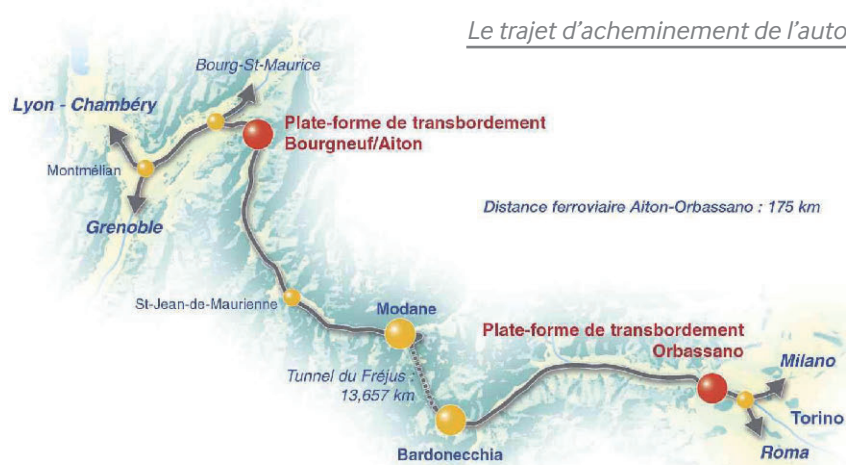 Le trajet d’acheminement de l’auto
Bourg-St-Maurice
Lyon - Chambéry
Plate-forme de transbordement
Bourgneuf/Aiton
Montmélian
Grenoble
Distance ferroviaire Aiton-Orbassano : 175 km
St-Jean-de-Maurienne
Modane
Plate-forme de transbordement
Orbassano
Tunnel du Fréjus :
13,657 km
Milano
Torino
Bardonecchia
Roma